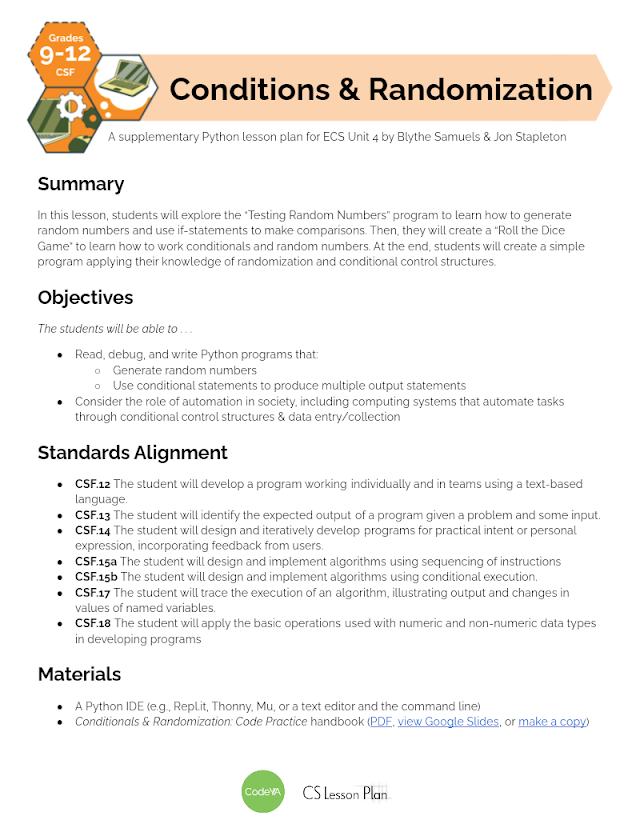 Grades
9-12
CSF
Conditions & Randomization
A supplementary Python lesson plan for ECS Unit 4 by Blythe Samuels & Jon Stapleton
Summary
In this lesson, students will explore the “Testing Random Numbers” program to learn how to generate
random numbers and use if-statements to make comparisons. Then, they will create a “Roll the Dice
Game” to learn how to work conditionals and random numbers. At the end, students will create a simple
program applying their knowledge of randomization and conditional control structures.
Objectives
The students will be able to . . .
● Read, debug, and write Python programs that:
○ Generate random numbers
○ Use conditional statements to produce multiple output statements
● Consider the role of automation in society, including computing systems that automate tasks
through conditional control structures & data entry/collection
Standards Alignment
● CSF.12 The student will develop a program working individually and in teams using a text-based
language.
● CSF.13 The student will identify the expected output of a program given a problem and some input.
● CSF.14 The student will design and iteratively develop programs for practical intent or personal
expression, incorporating feedback from users.
● CSF.15a The student will design and implement algorithms using sequencing of instructions
● CSF.15b The student will design and implement algorithms using conditional execution.
● CSF.17 The student will trace the execution of an algorithm, illustrating output and changes in
values of named variables.
● CSF.18 The student will apply the basic operations used with numeric and non-numeric data types
in developing programs
Materials
● A Python IDE (e.g., Repl.it, Thonny, Mu, or a text editor and the command line)
● Conditionals & Randomization: Code Practice handbook (PDF, view Google Slides, or make a copy)
CodeVA
CS Lesson Plan